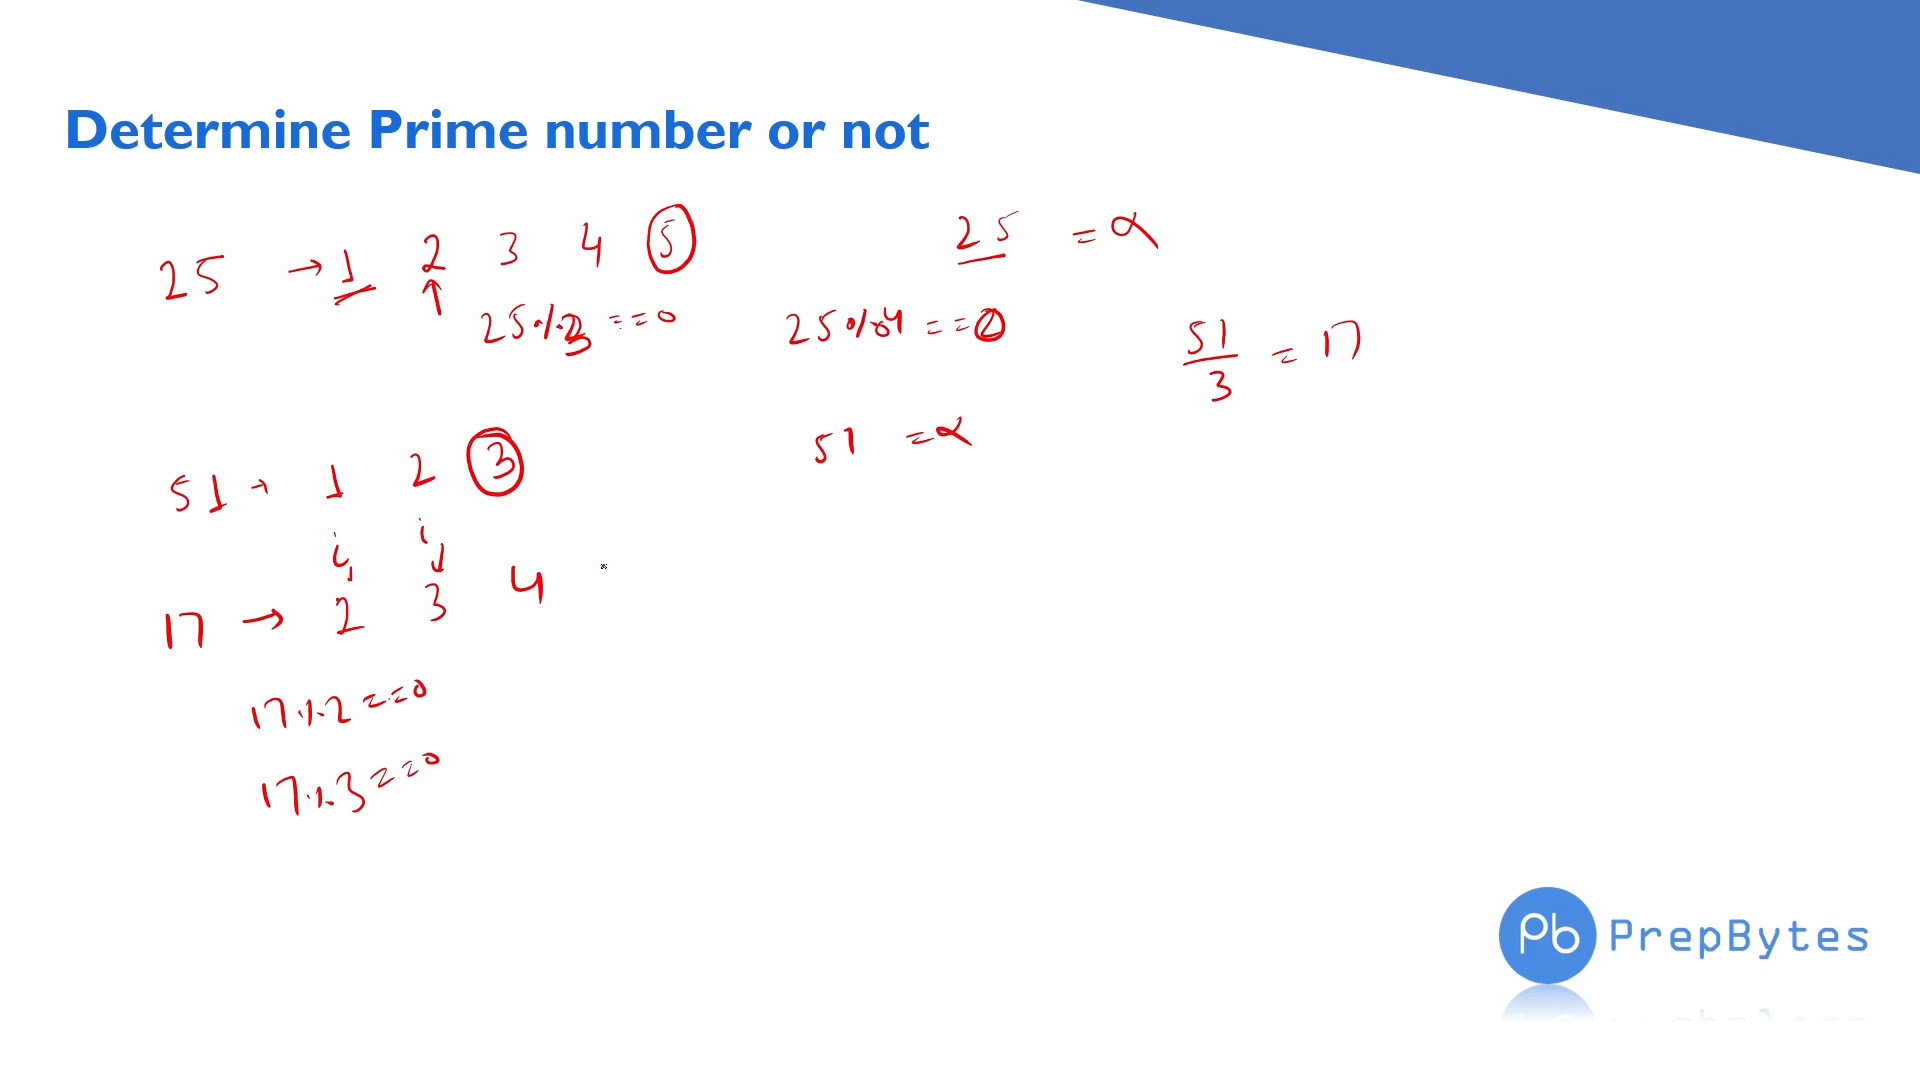 Determine Prime number or not
25 → 1 2 3 4 5
25 = α
25 % 3 == 0
25 % 4 == 0
51/3 = 17
51 → 1 2 3
51 = α
i i
17 → 2 3 4
17 % 2 == 0
17 % 3 == 0
Pb PrepBytes